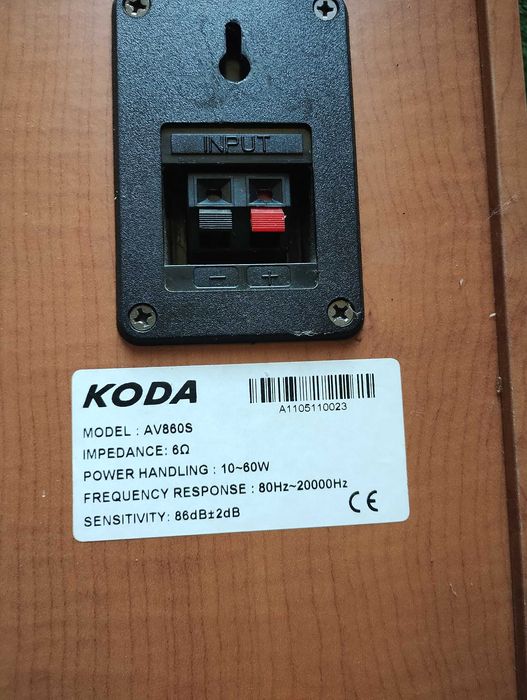 INPUT
- +
KODA
A1105110023
MODEL : AV860S
IMPEDANCE: 6Ω
POWER HANDLING : 10~60W
FREQUENCY RESPONSE : 80Hz~20000Hz
SENSITIVITY: 86dB±2dB
CE